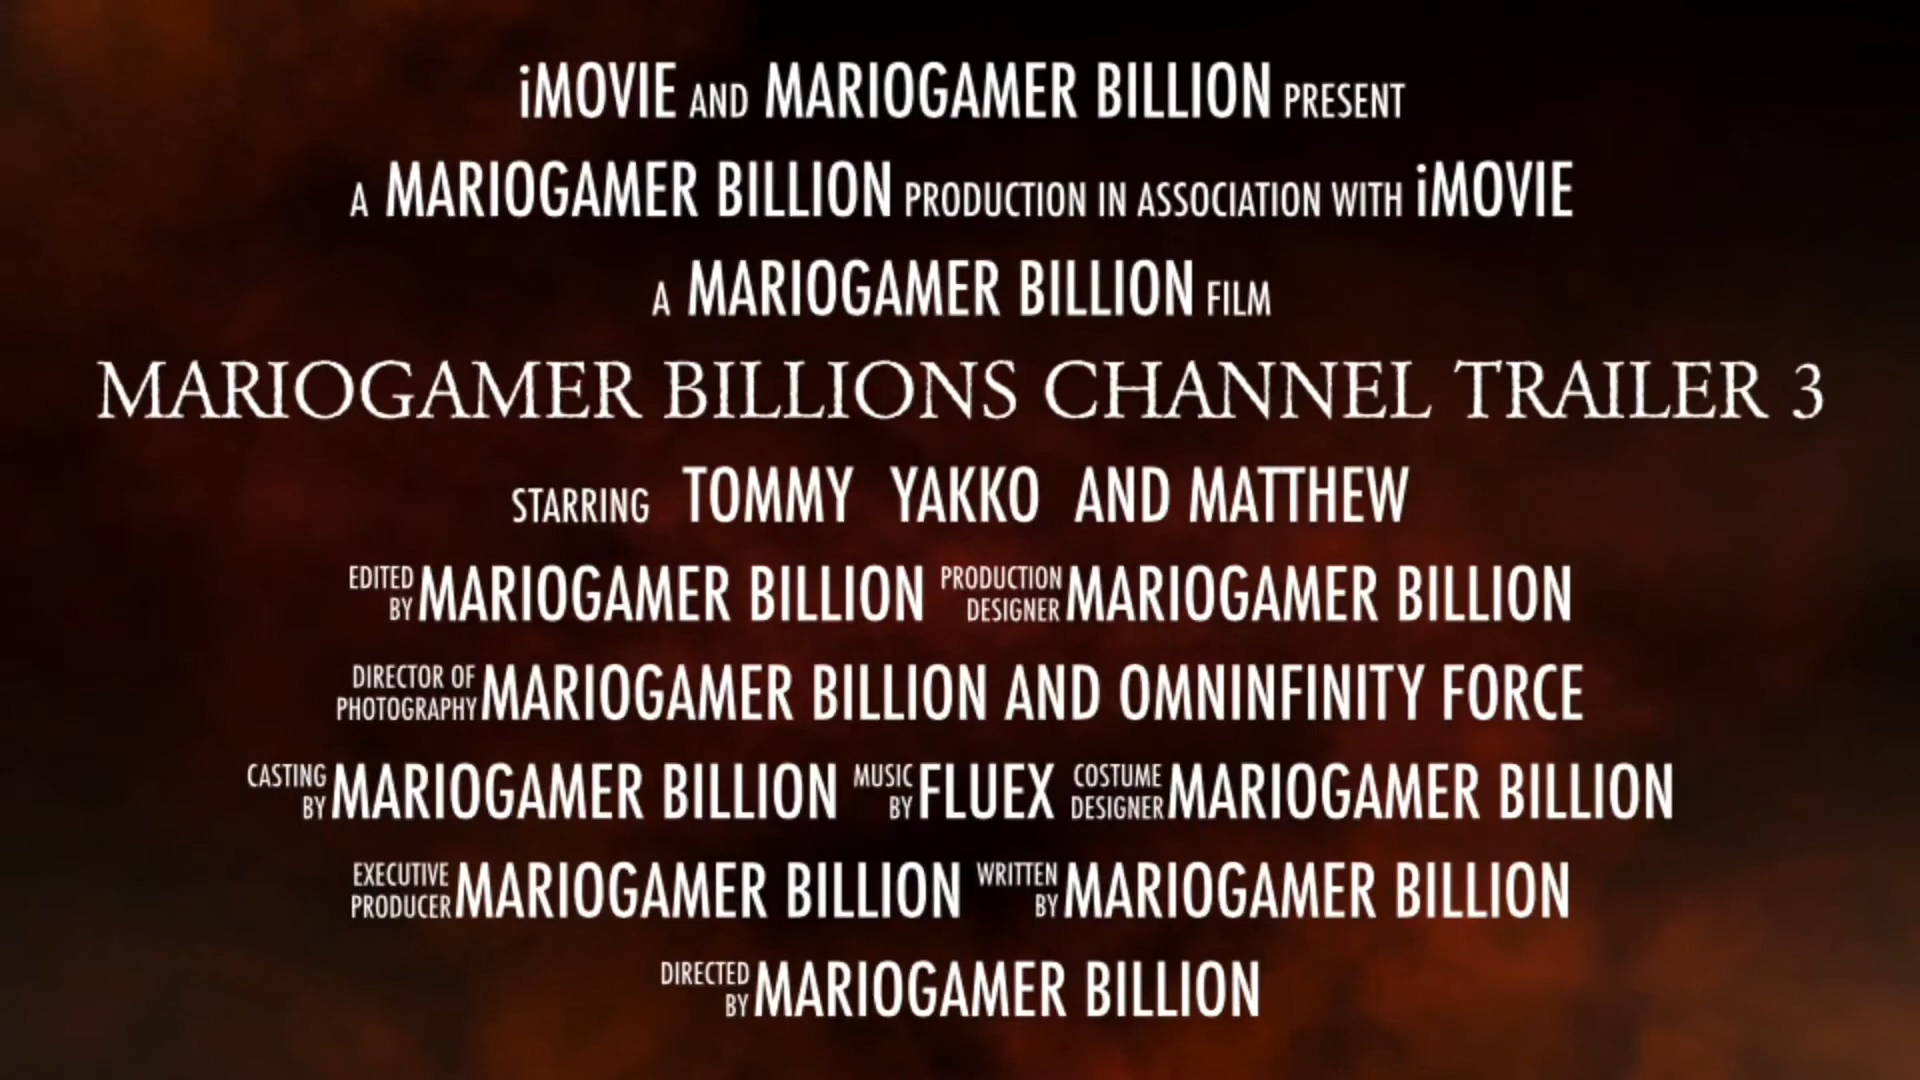 iMOVIE AND MARIOGAMER BILLION PRESENT
A MARIOGAMER BILLION PRODUCTION IN ASSOCIATION WITH iMOVIE
A MARIOGAMER BILLION FILM
MARIOGAMER BILLIONS CHANNEL TRAILER 3
STARRING TOMMY YAKKO AND MATTHEW
EDITED BY MARIOGAMER BILLION PRODUCTION DESIGNER MARIOGAMER BILLION
DIRECTOR OF PHOTOGRAPHY MARIOGAMER BILLION AND OMNINFINITY FORCE
CASTING BY MARIOGAMER BILLION MUSIC BY FLUEX COSTUME DESIGNER MARIOGAMER BILLION
EXECUTIVE PRODUCER MARIOGAMER BILLION WRITTEN BY MARIOGAMER BILLION
DIRECTED BY MARIOGAMER BILLION